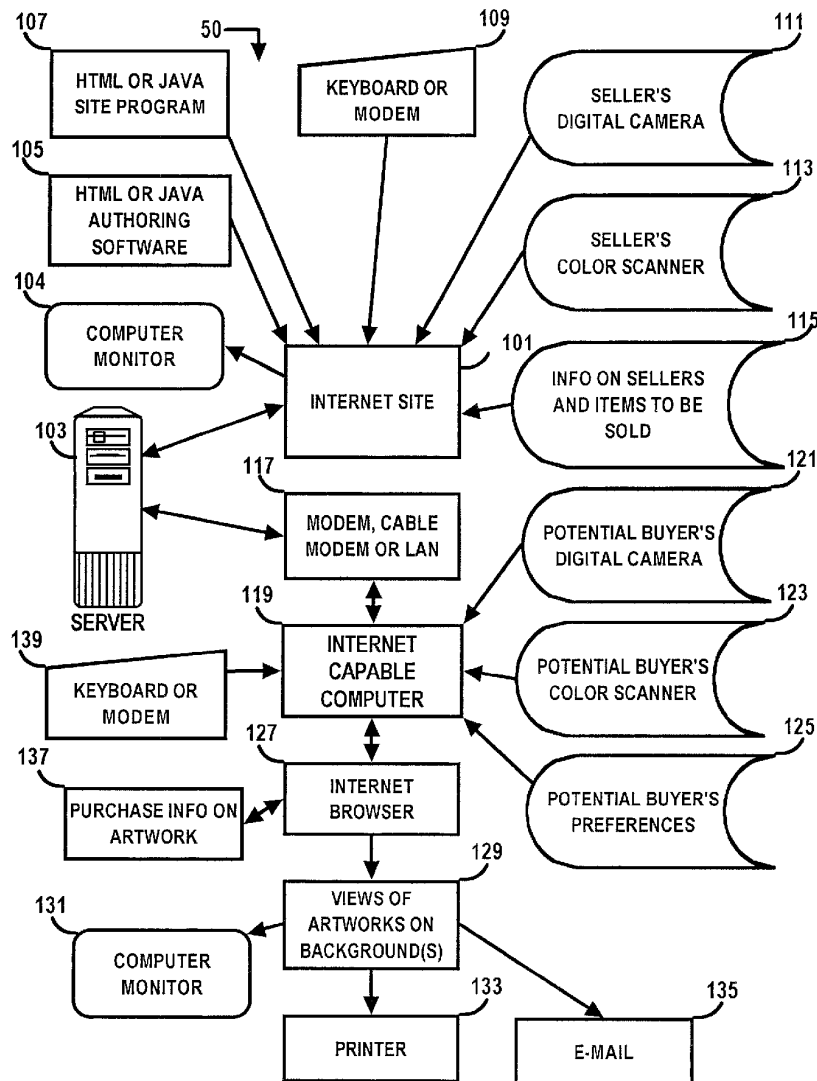 107
50
109
111
HTML OR JAVA
SITE PROGRAM
KEYBOARD OR
MODEM
SELLER'S
DIGITAL CAMERA
105
HTML OR JAVA
AUTHORING
SOFTWARE
113
SELLER'S
COLOR SCANNER
104
COMPUTER
MONITOR
101
INTERNET SITE
115
INFO ON SELLERS
AND ITEMS TO BE
SOLD
103
SERVER
117
MODEM, CABLE
MODEM OR LAN
121
POTENTIAL BUYER'S
DIGITAL CAMERA
119
INTERNET
CAPABLE
COMPUTER
123
POTENTIAL BUYER'S
COLOR SCANNER
139
KEYBOARD OR
MODEM
127
INTERNET
BROWSER
125
POTENTIAL BUYER'S
PREFERENCES
137
PURCHASE INFO ON
ARTWORK
129
VIEWS OF
ARTWORKS ON
BACKGROUND(S)
131
COMPUTER
MONITOR
133
PRINTER
135
E-MAIL